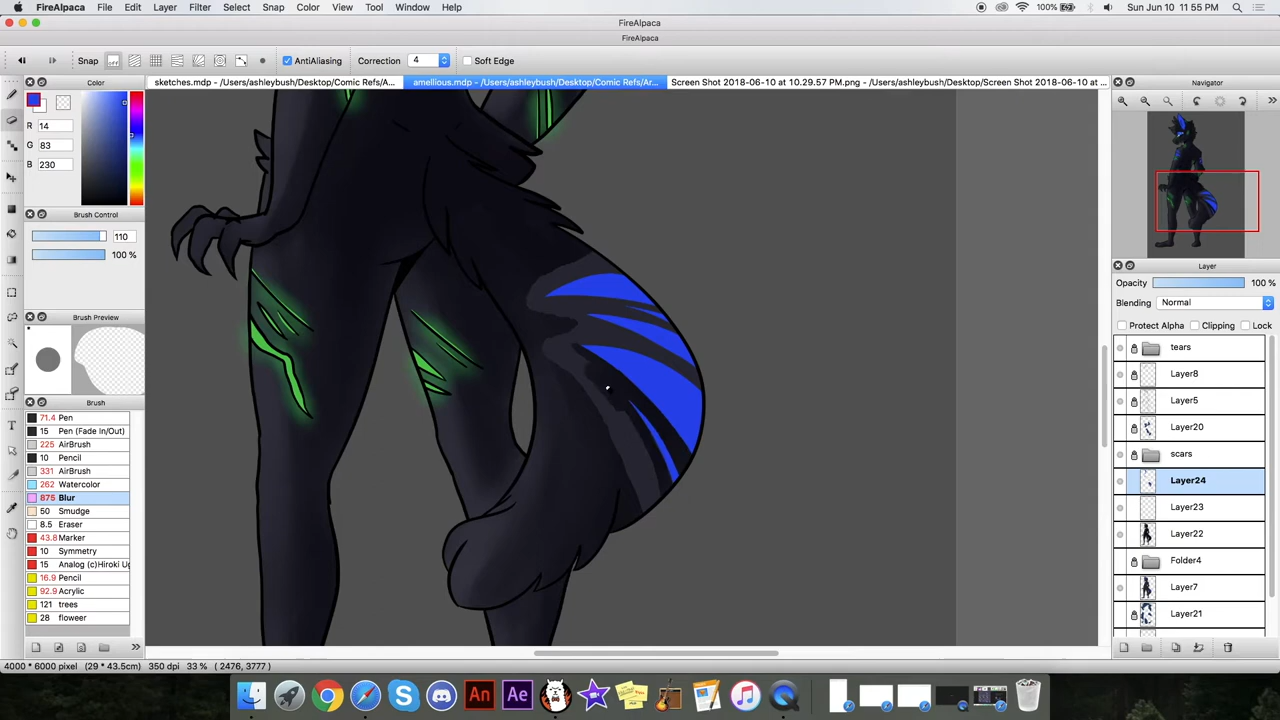 FireAlpaca File Edit Layer Filter Select Snap Color View Tool Window Help 100% Sun Jun 10 11:55 PM
FireAlpaca
FireAlpaca
Snap off AntiAliasing Correction 4 Soft Edge
sketches.mdp - /Users/ashleybush/Desktop/Comic Refs/A... amellious.mdp - /Users/ashleybush/Desktop/Comic Refs/Ar... Screen Shot 2018-06-10 at 10.29.57 PM.png - /Users/ashleybush/Desktop/Screen Shot 2018-06-10 at ...
Color
R 14
G 83
B 230
Brush Control
110
100 %
Brush Preview
Brush
71.4 Pen
15 Pen (Fade In/Out)
225 AirBrush
10 Pencil
331 AirBrush
262 Watercolor
875 Blur
50 Smudge
8.5 Eraser
43.8 Marker
10 Symmetry
15 Analog (c)Hiroki Ug
16.9 Pencil
92.9 Acrylic
121 trees
28 floweer
Navigator
Layer
Opacity 100 %
Blending Normal
Protect Alpha Clipping Lock
tears
Layer8
Layer5
Layer20
scars
Layer24
Layer23
Layer22
Folder4
Layer7
Layer21
4000 * 6000 pixel (29 * 43.5cm) 350 dpi 33 % ( 2476, 3777 )
An Ae